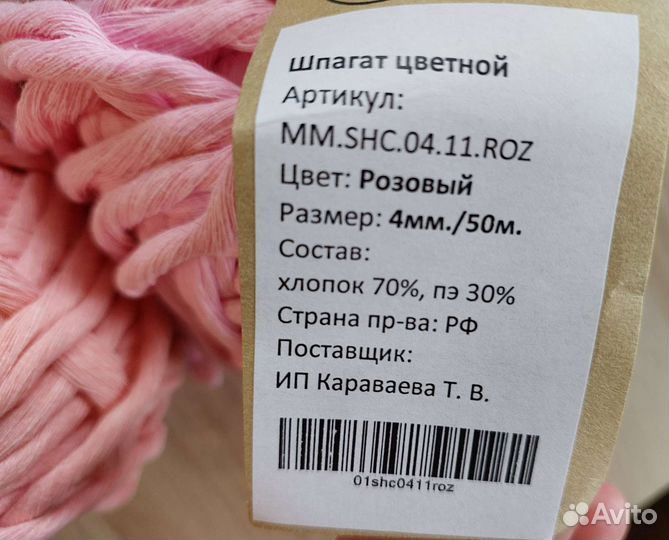 Шпагат цветной
Артикул:
MM.SHC.04.11.ROZ
Цвет: Розовый
Размер: 4мм./50м.
Состав:
хлопок 70%, пэ 30%
Страна пр-ва: РФ
Поставщик:
ИП Караваева Т. В.
01shc0411roz
Avito